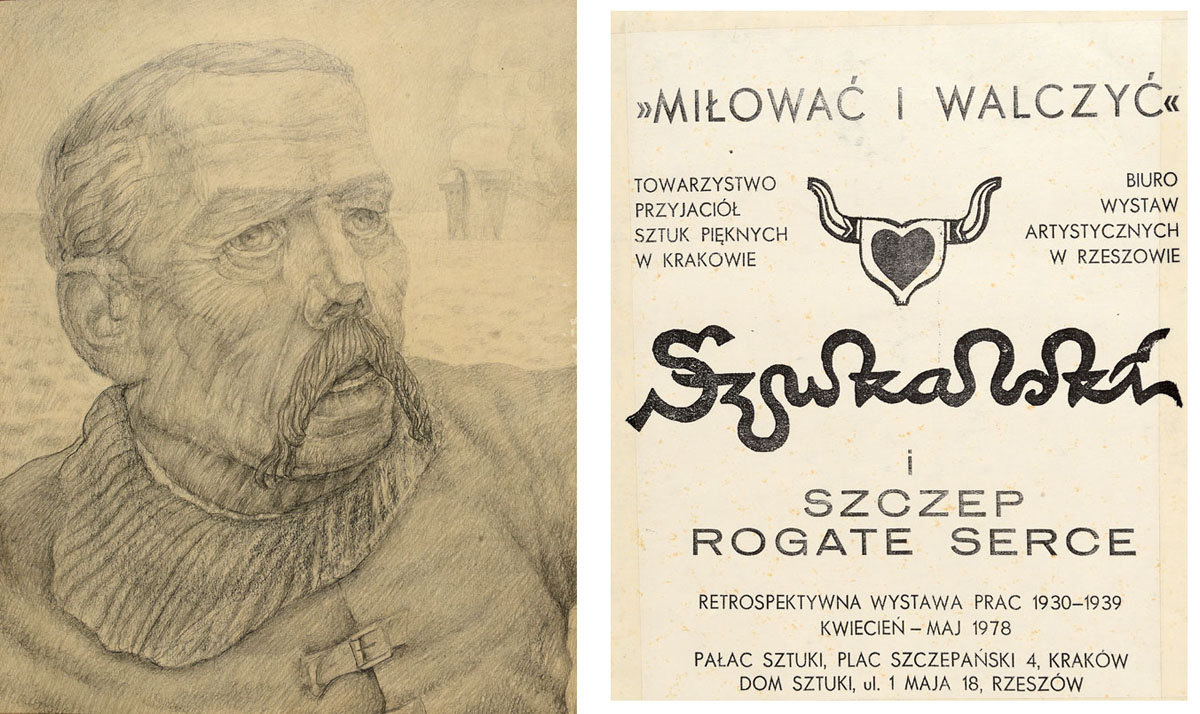 »MIŁOWAĆ I WALCZYĆ«
TOWARZYSTWO
PRZYJACIÓŁ
SZTUK PIĘKNYCH
W KRAKOWIE
BIURO
WYSTAW
ARTYSTYCZNYCH
W RZESZOWIE
Szukalski
i
SZCZEP
ROGATE SERCE
RETROSPEKTYWNA WYSTAWA PRAC 1930–1939
KWIECIEŃ – MAJ 1978
PAŁAC SZTUKI, PLAC SZCZEPAŃSKI 4, KRAKÓW
DOM SZTUKI, ul. 1 MAJA 18, RZESZÓW